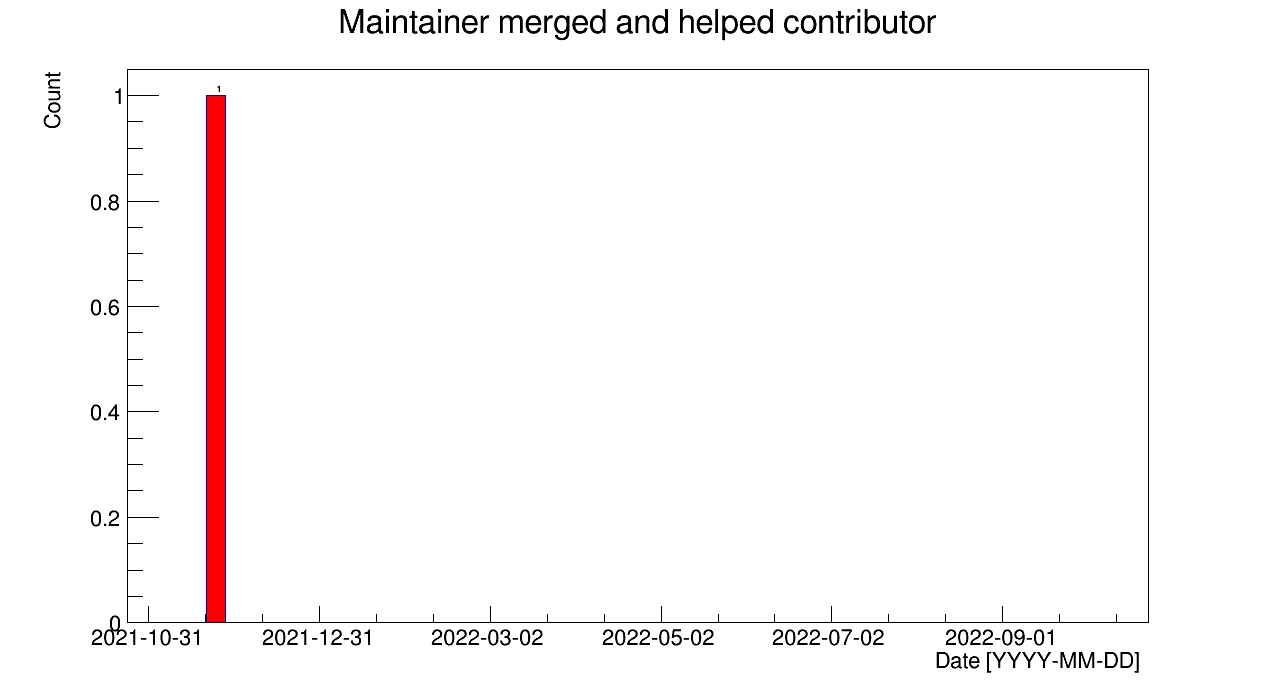 Maintainer merged and helped contributor
Count
1
1
0.8
0.6
0.4
0.2
0
2021-10-31 2021-12-31 2022-03-02 2022-05-02 2022-07-02 2022-09-01
Date [YYYY-MM-DD]